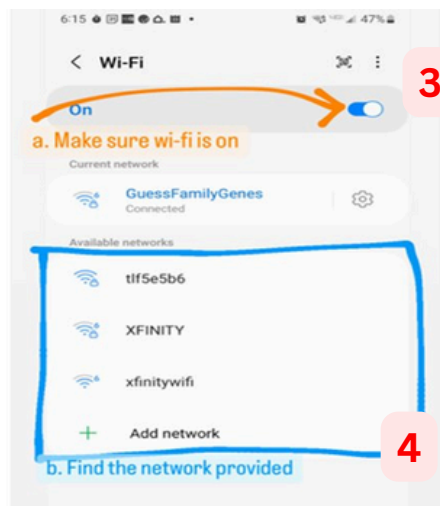 6:15
47%
Wi-Fi
3
On
a. Make sure wi-fi is on
Current network
GuessFamilyGenes
Connected
Available networks
tlf5e5b6
XFINITY
xfinitywifi
Add network
4
b. Find the network provided